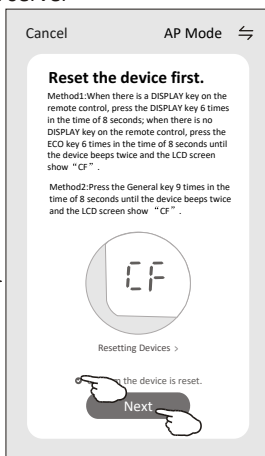 Cancel AP Mode
Reset the device first.
Method1:When there is a DISPLAY key on the
remote control, press the DISPLAY key 6 times
in the time of 8 seconds; when there is no
DISPLAY key on the remote control, press the
ECO key 6 times in the time of 8 seconds until
the device beeps twice and the LCD screen
show “CF”.
Method2:Press the General key 9 times in the
time of 8 seconds until the device beeps twice
and the LCD screen show “CF”.
CF
Resetting Devices >
the device is reset.
Next